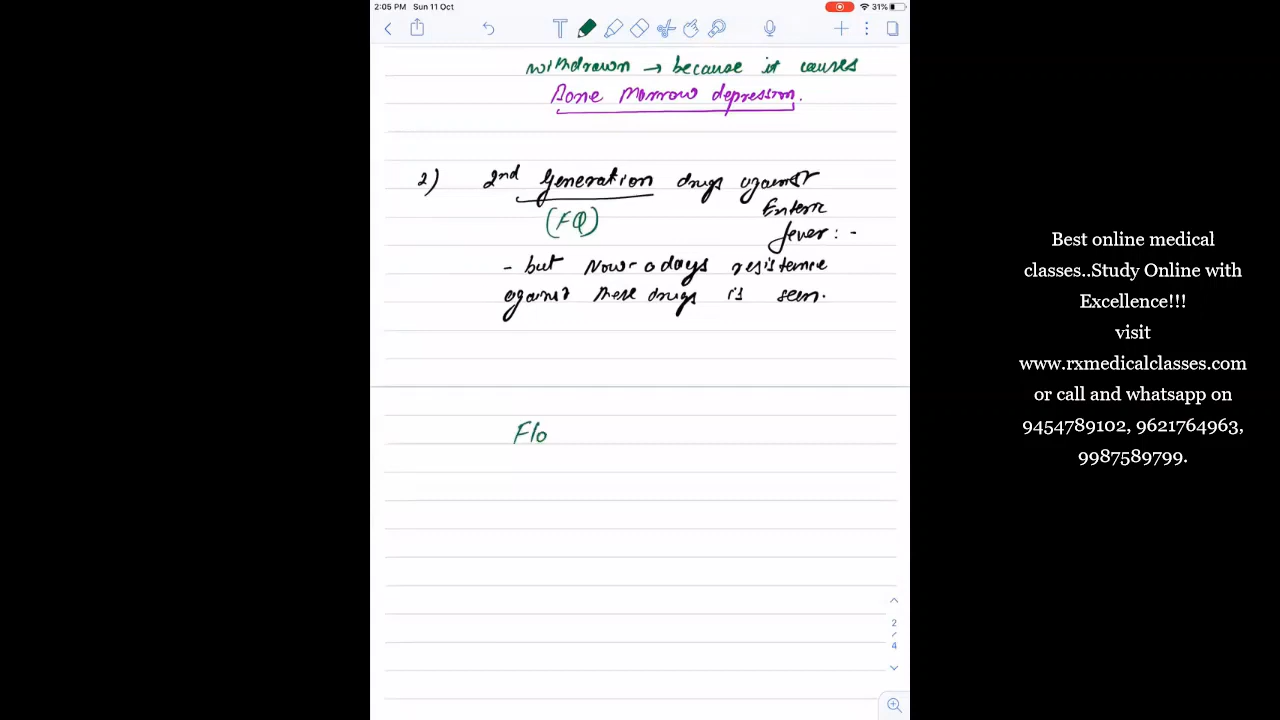 2:05 PM Sun 11 Oct
31%
withdrawn → because it causes
Bone Marrow depression.
2) 2nd Generation drugs against
Enteric
(FQ)
fever : -
- but Now-a days resistence
against these drugs is seen.
Flo
2
4
Best online medical
classes..Study Online with
Excellence!!!
visit
www.rxmedicalclasses.com
or call and whatsapp on
9454789102, 9621764963,
9987589799.